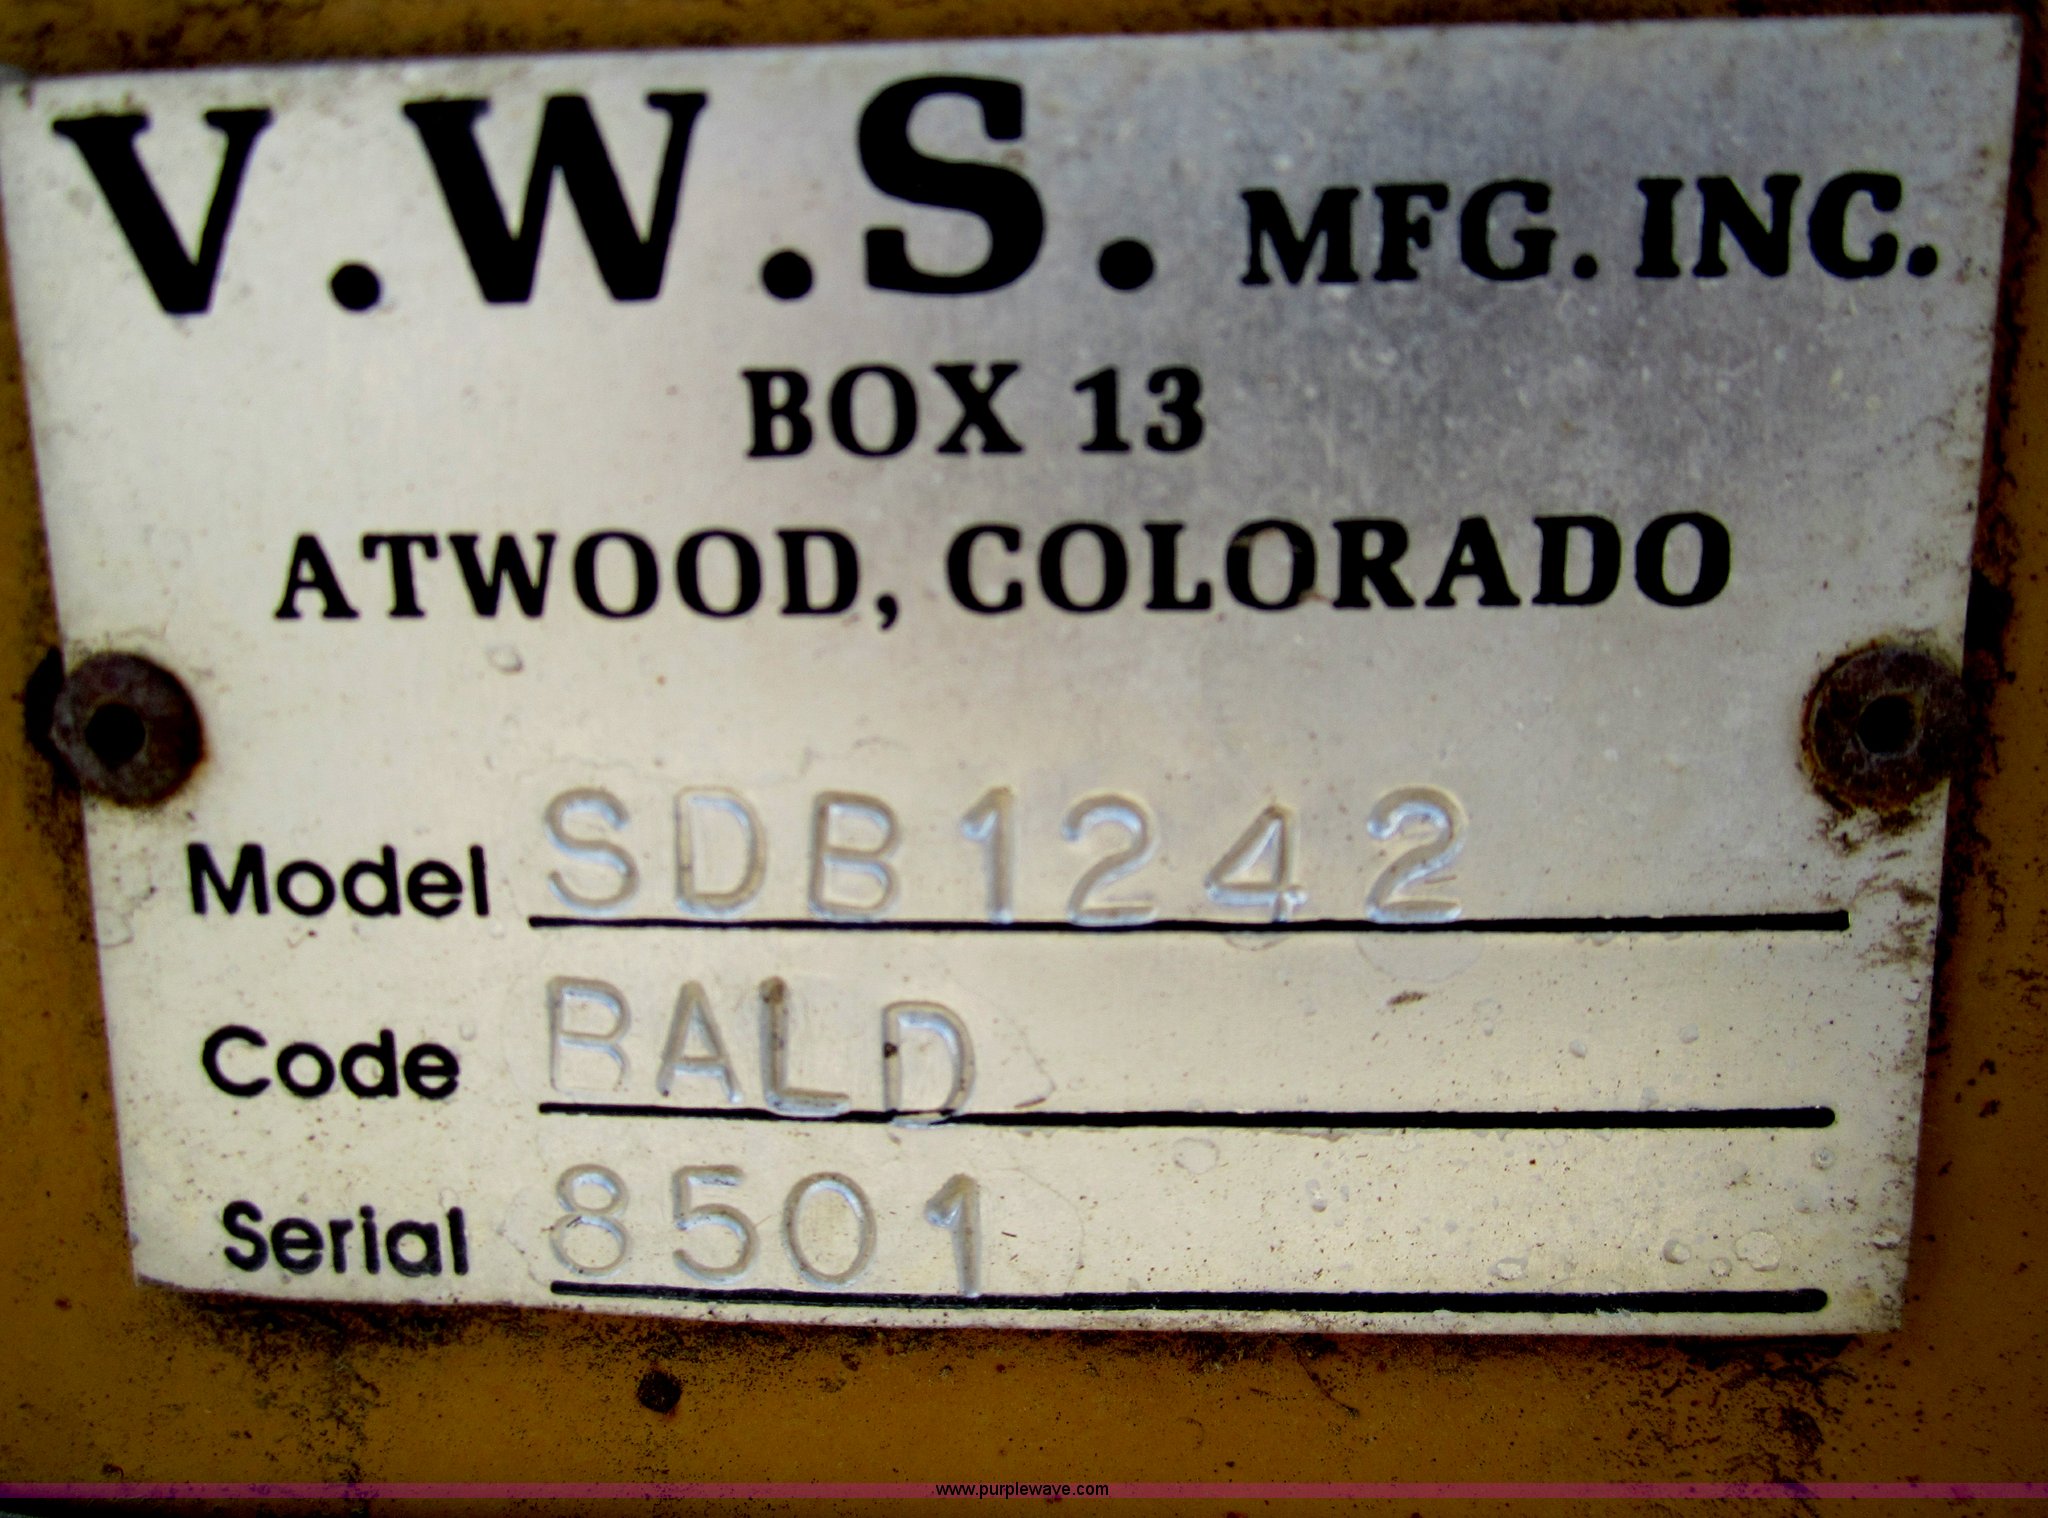 V.W.S. MFG. INC.
BOX 13
ATWOOD, COLORADO
Model SDB1242
Code BALD
Serial 8501
www.purplewave.com